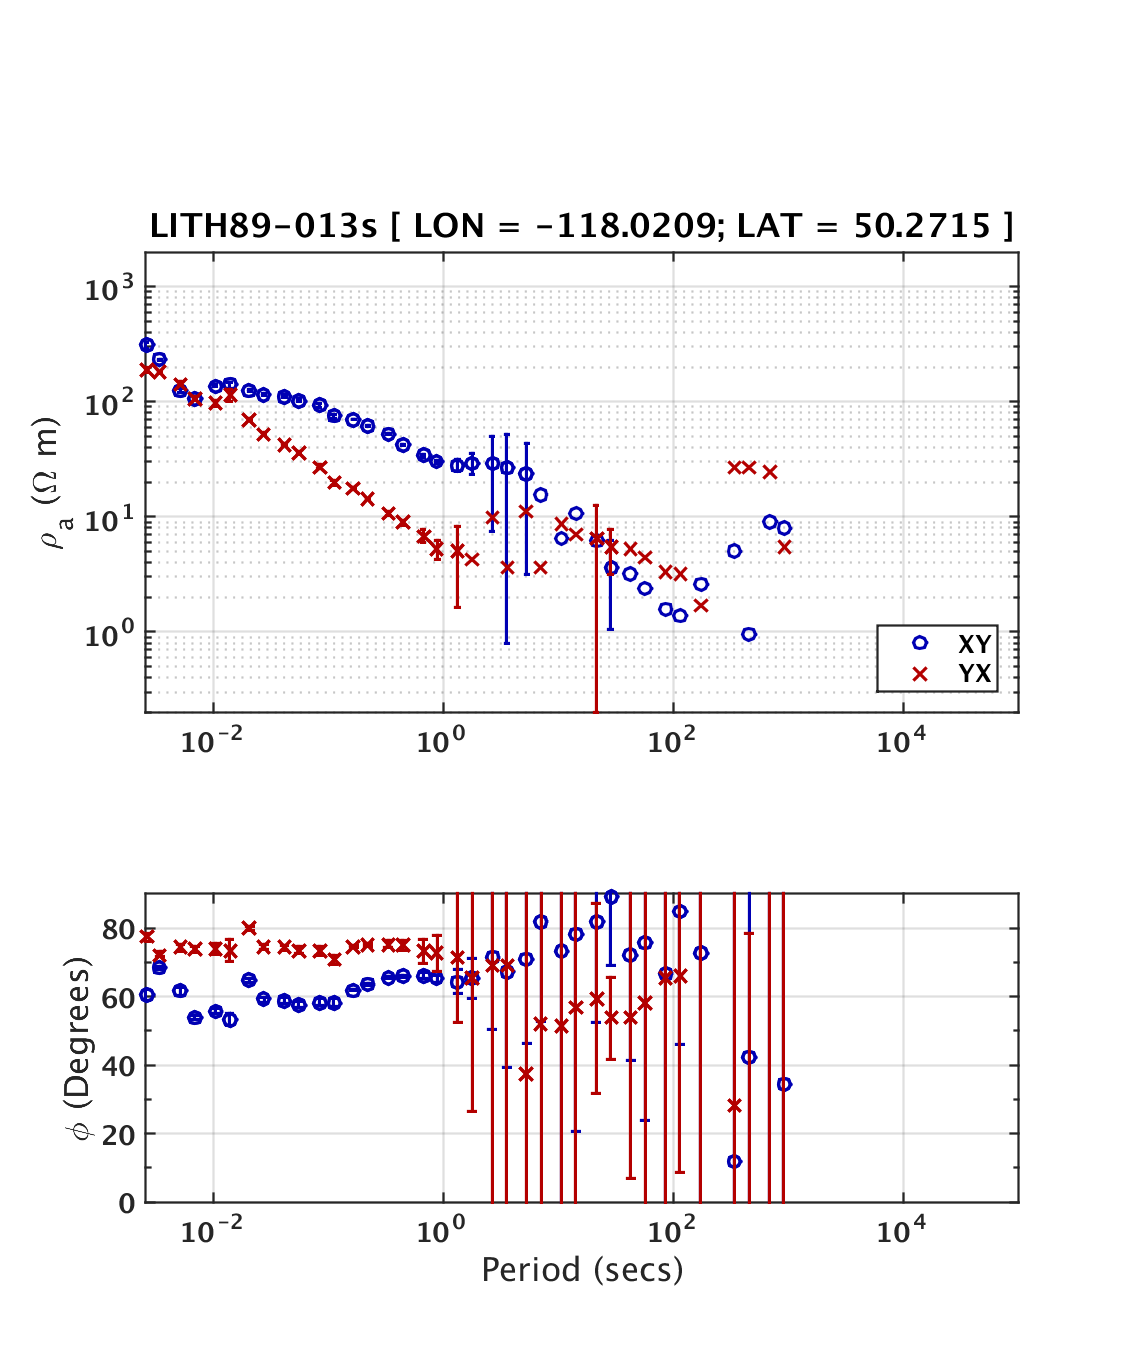 LITH89-013s [ LON = -118.0209; LAT = 50.2715 ]
ρa (Ω m)
10³
10²
10¹
10⁰
XY
YX
10⁻² 10⁰ 10² 10⁴
ϕ (Degrees)
80
60
40
20
0
10⁻² 10⁰ 10² 10⁴
Period (secs)